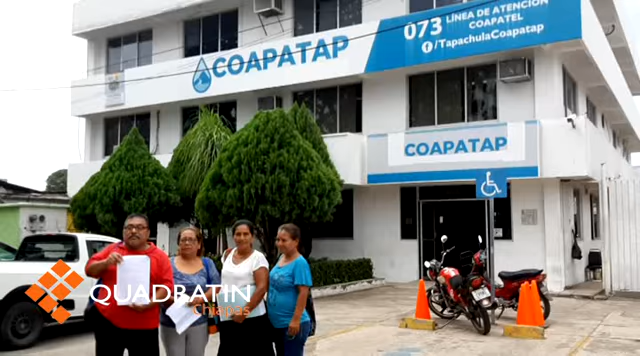 COAPATAP
073 LÍNEA DE ATENCIÓN
COAPATEL
/TapachulaCoapatap
COAPATAP
QUADRATIN
Chiapas